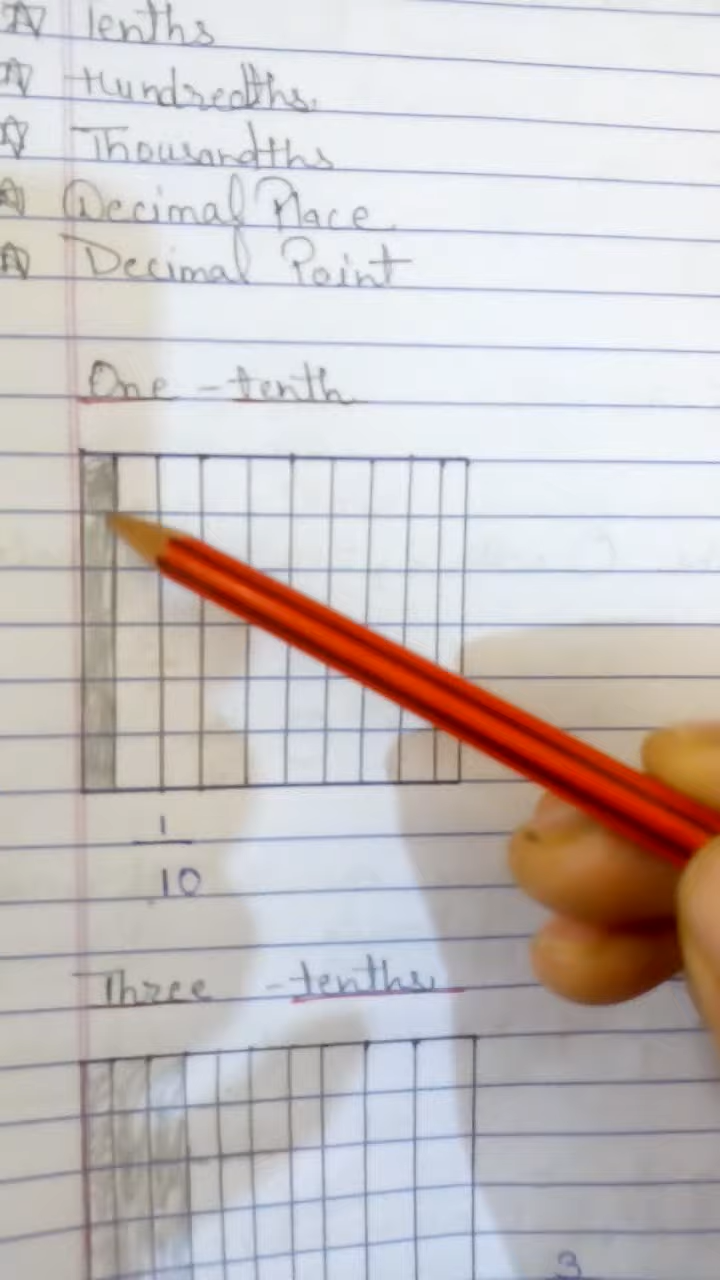 Tenths
Hundredths.
Thousandths
Decimal Place
Decimal Point
One - tenth
1
10
Three - tenths.
3